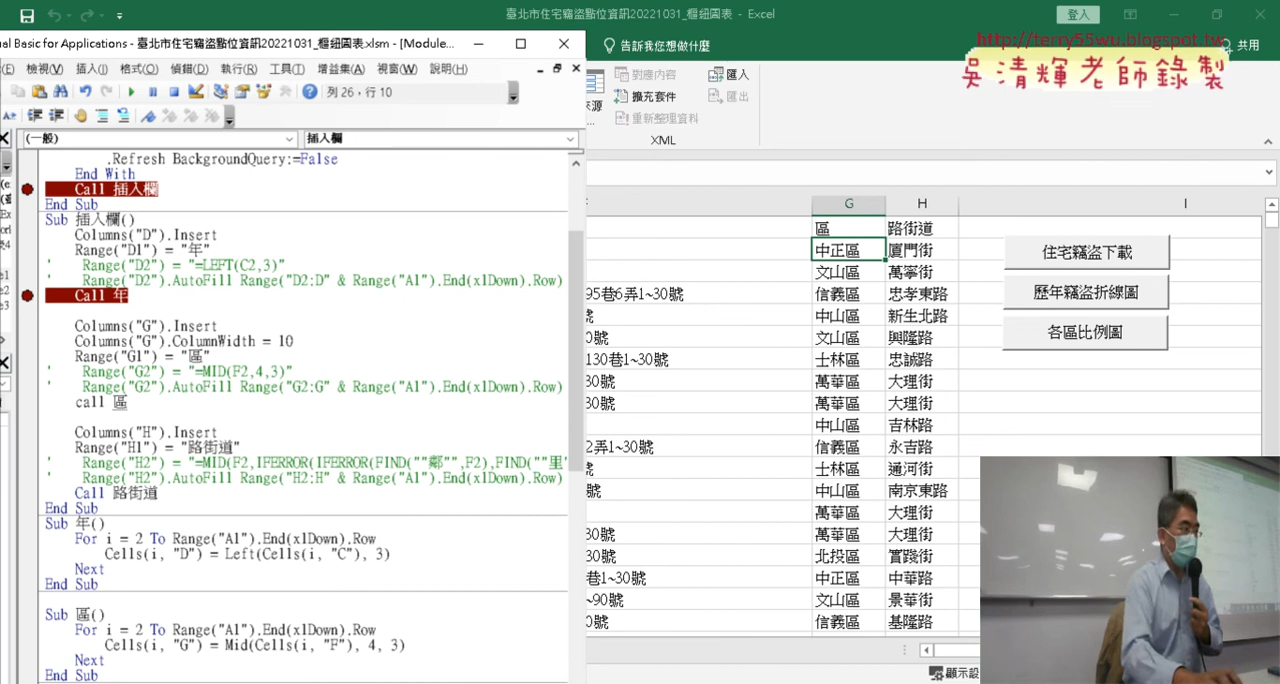 臺北市住宅竊盜點位資訊20221031_樞紐圖表 - Excel
登入
ual Basic for Applications - 臺北市住宅竊盜點位資訊20221031_樞紐圖表.xlsm - [Module...
告訴我您想做什麼
http://terry55wu.blogspot.tw
共用
吳清輝老師錄製
(E) 檢視(V) 插入(I) 格式(O) 偵錯(D) 執行(R) 工具(T) 增益集(A) 視窗(W) 說明(H)
列 26，行 10
來源
對應內容
擴充套件
重新整理資料
匯入
匯出
XML
(一般)
插入欄
.Refresh BackgroundQuery:=False
End With
Call 插入欄
End Sub
Sub 插入欄()
Columns("D").Insert
Range("D1") = "年"
' Range("D2") = "=LEFT(C2,3)"
' Range("D2").AutoFill Range("D2:D" & Range("A1").End(xlDown).Row)
Call 年
Columns("G").Insert
Columns("G").ColumnWidth = 10
Range("G1") = "區"
' Range("G2") = "=MID(F2,4,3)"
' Range("G2").AutoFill Range("G2:G" & Range("A1").End(xlDown).Row)
call 區
Columns("H").Insert
Range("H1") = "路街道"
' Range("H2") = "=MID(F2,IFERROR(IFERROR(FIND(""鄰"",F2),FIND(""里"
' Range("H2").AutoFill Range("H2:H" & Range("A1").End(xlDown).Row)
Call 路街道
End Sub
Sub 年()
For i = 2 To Range("A1").End(xlDown).Row
Cells(i, "D") = Left(Cells(i, "C"), 3)
Next
End Sub
Sub 區()
For i = 2 To Range("A1").End(xlDown).Row
Cells(i, "G") = Mid(Cells(i, "F"), 4, 3)
Next
End Sub
G H I
區 路街道
中正區 廈門街
文山區 萬寧街
95巷6弄1~30號 信義區 忠孝東路
號 中山區 新生北路
0號 文山區 興隆路
130巷1~30號 士林區 忠誠路
30號 萬華區 大理街
30號 萬華區 大理街
中山區 吉林路
2弄1~30號 信義區 永吉路
號 士林區 通河街
0號 中山區 南京東路
萬華區 大理街
30號 萬華區 大理街
30號 北投區 實踐街
巷1~30號 中正區 中華路
~90號 文山區 景華街
0號 信義區 基隆路
住宅竊盜下載
歷年竊盜折線圖
各區比例圖
顯示設